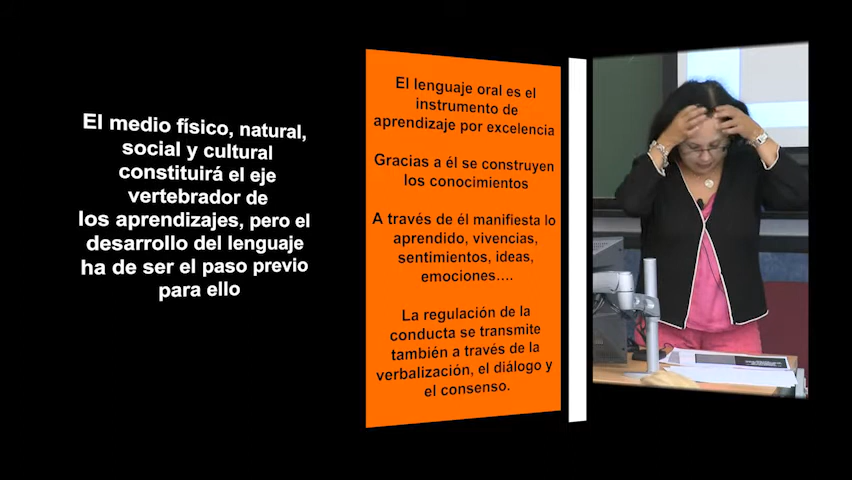 El medio físico, natural,
social y cultural
constituirá el eje
vertebrador de
los aprendizajes, pero el
desarrollo del lenguaje
ha de ser el paso previo
para ello
El lenguaje oral es el
instrumento de
aprendizaje por excelencia
Gracias a él se construyen
los conocimientos
A través de él manifiesta lo
aprendido, vivencias,
sentimientos, ideas,
emociones....
La regulación de la
conducta se transmite
también a través de la
verbalización, el diálogo y
el consenso.